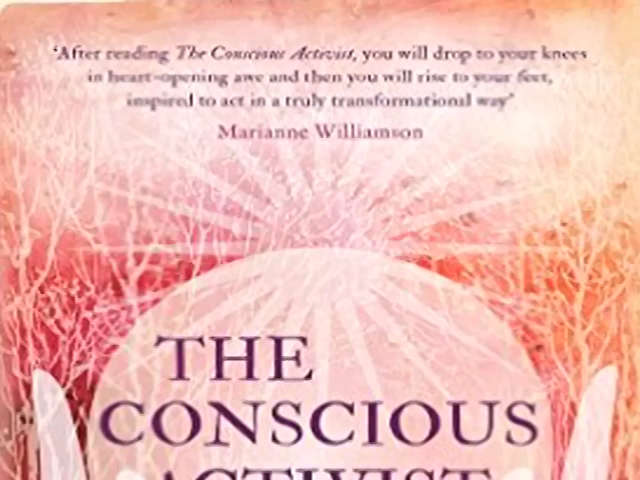 'After reading The Conscious Activist, you will drop to your knees
in heart-opening awe and then you will rise to your feet,
inspired to act in a truly transformational way'
Marianne Williamson
THE
CONSCIOUS
ACTIVIST